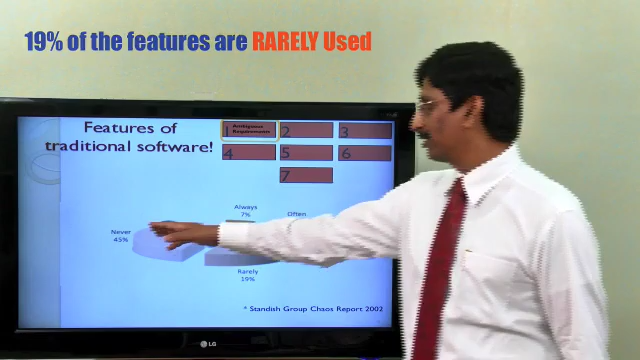 19% of the features are RARELY Used
Features of
traditional software!
1 Ambiguous
Requirements
2
3
4
5
6
7
Always
7%
Often
Never
45%
Rarely
19%
* Standish Group Chaos Report 2002
LG